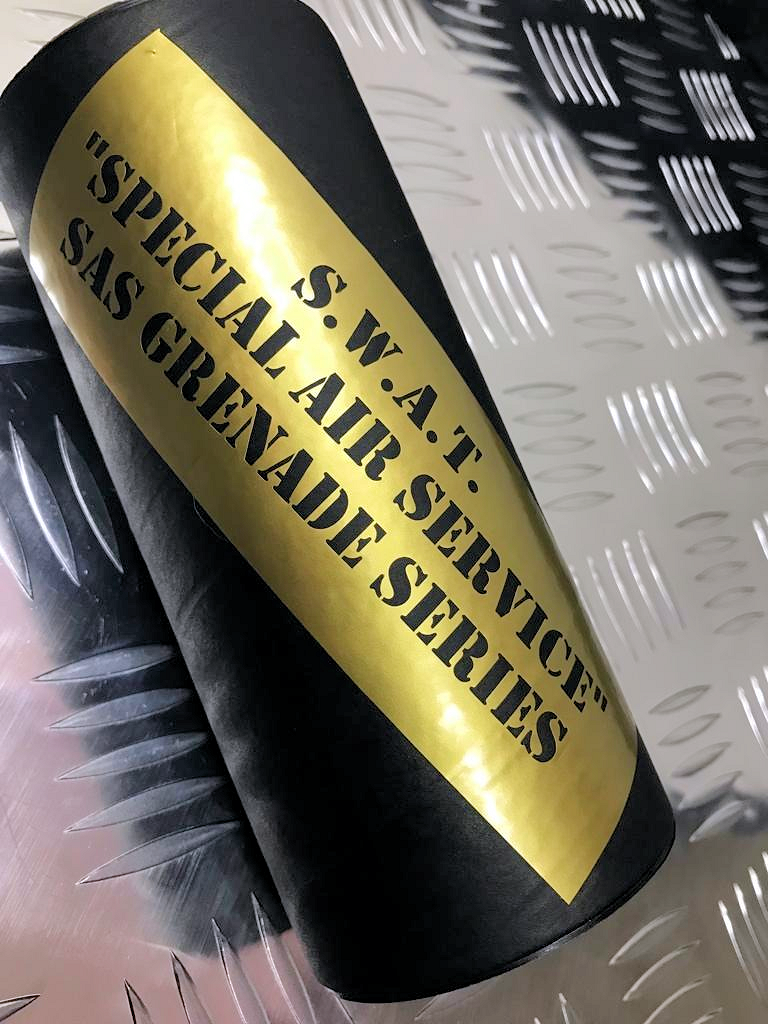 S.W.A.T.
"SPECIAL AIR SERVICE"
SAS GRENADE SERIES